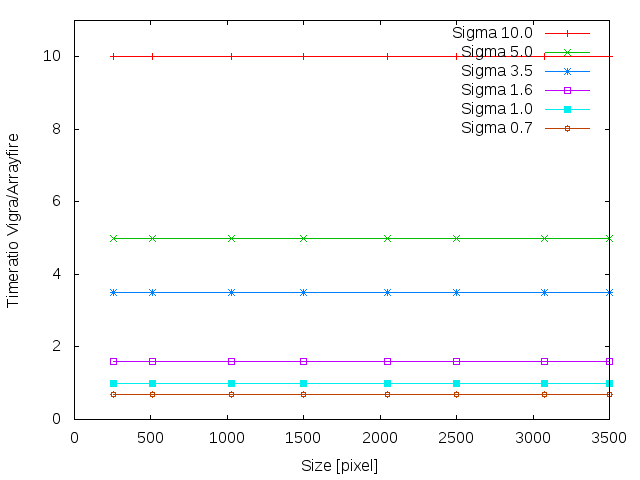 Sigma 10.0
Sigma 5.0
Sigma 3.5
Sigma 1.6
Sigma 1.0
Sigma 0.7
10
8
6
4
2
0
Timeratio Vigra/Arrayfire
0 500 1000 1500 2000 2500 3000 3500
Size [pixel]